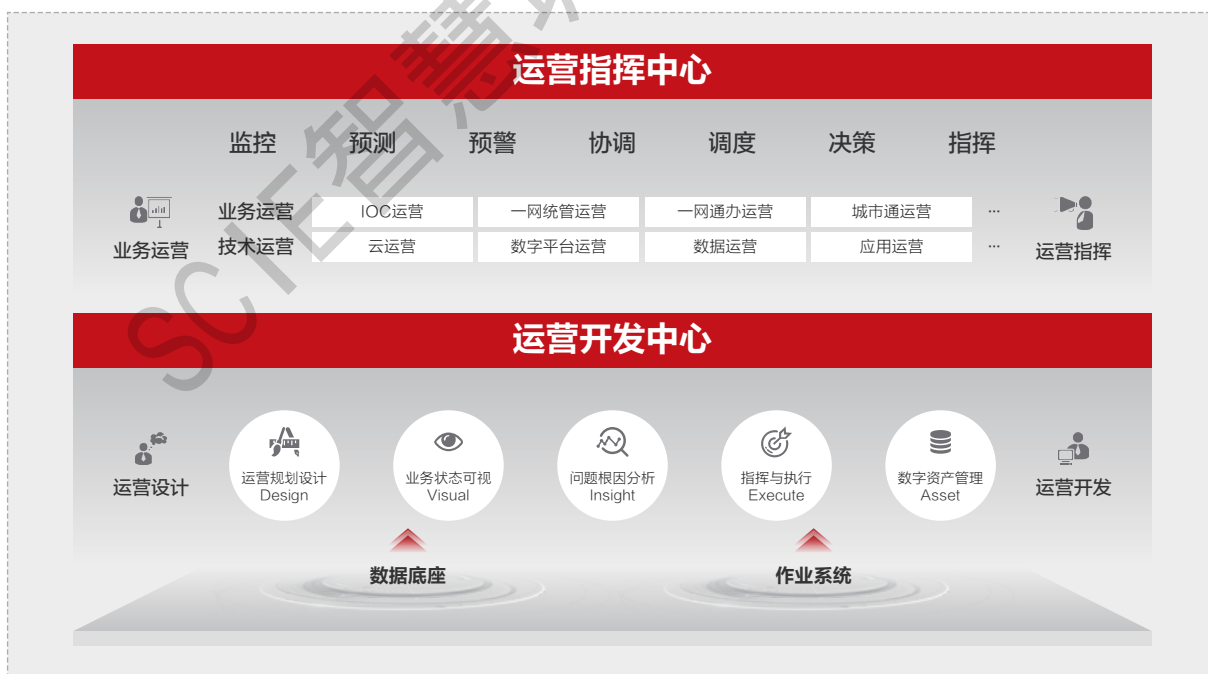 运营指挥中心
监控 预测 预警 协调 调度 决策 指挥
业务运营 IOC运营 一网统管运营 一网通办运营 城市通运营 ...
技术运营 云运营 数字平台运营 数据运营 应用运营 ...
业务运营
运营指挥
运营开发中心
运营设计
运营规划设计
Design
业务状态可视
Visual
问题根因分析
Insight
指挥与执行
Execute
数字资产管理
Asset
运营开发
数据底座
作业系统
SCIE智慧